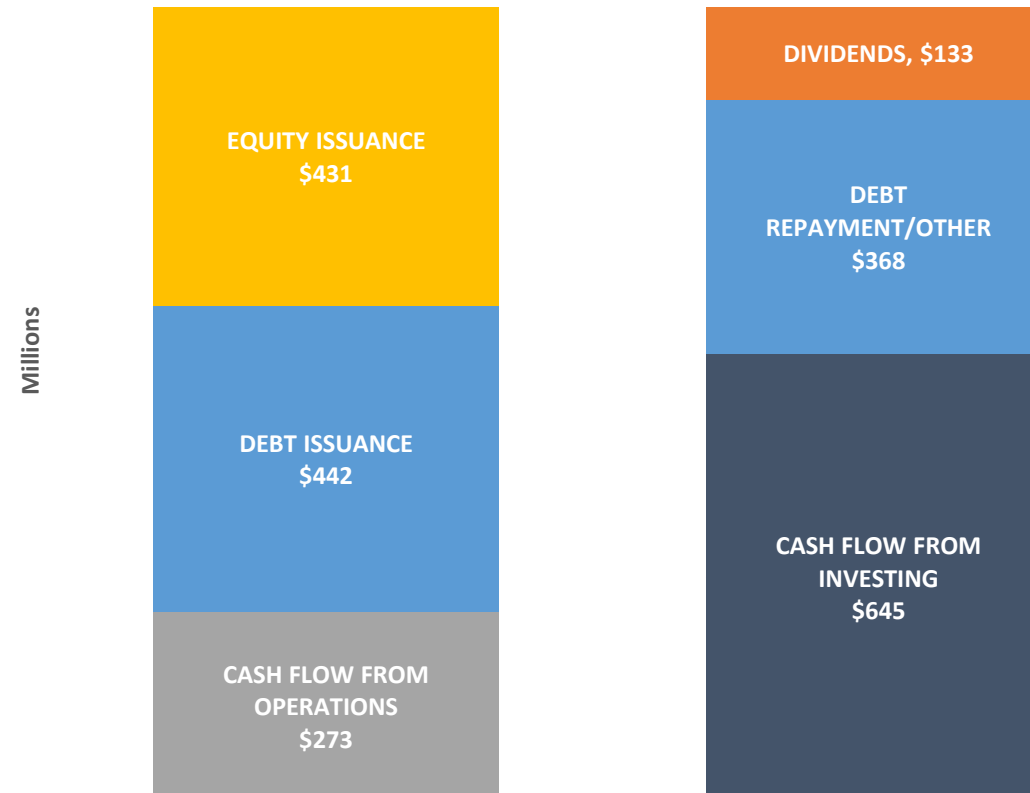 Millions
EQUITY ISSUANCE
$431
DEBT ISSUANCE
$442
CASH FLOW FROM
OPERATIONS
$273
DIVIDENDS, $133
DEBT
REPAYMENT/OTHER
$368
CASH FLOW FROM
INVESTING
$645